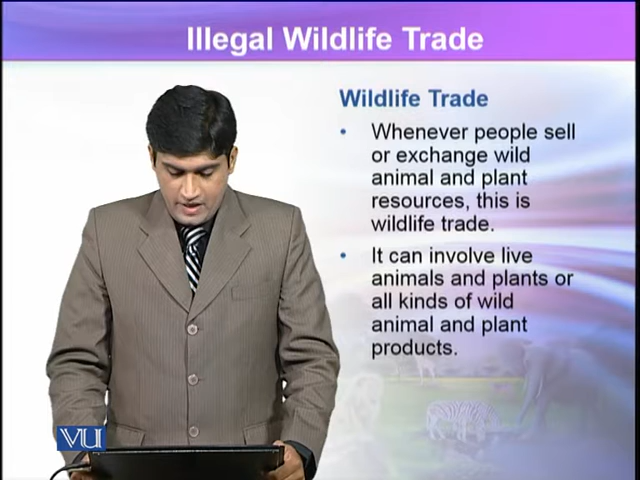 Illegal Wildlife Trade
Wildlife Trade
• Whenever people sell
or exchange wild
animal and plant
resources, this is
wildlife trade.
• It can involve live
animals and plants or
all kinds of wild
animal and plant
products.
VU